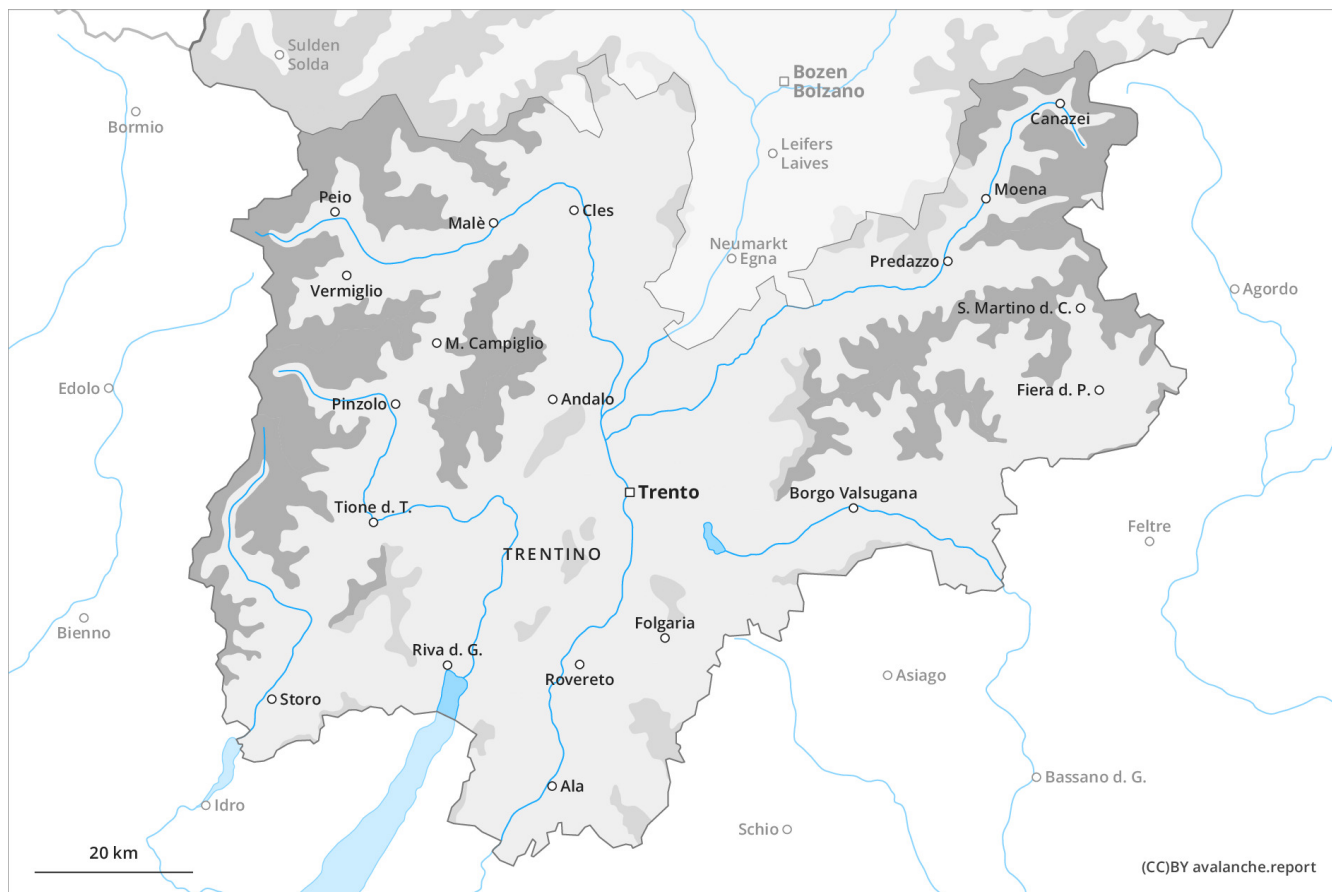 Sulden
Solda
Bozen
Bolzano
Bormio
Canazei
Leifers
Laives
Moena
Peio
Malè
Cles
Neumarkt
Egna
Predazzo
Vermiglio
Agordo
S. Martino d. C.
M. Campiglio
Edolo
Fiera d. P.
Pinzolo
Andalo
Trento
Borgo Valsugana
Tione d. T.
Feltre
TRENTINO
Bienno
Folgaria
Riva d. G.
Rovereto
Asiago
Storo
Bassano d. G.
Ala
Idro
Schio
20 km
(CC)BY avalanche.report